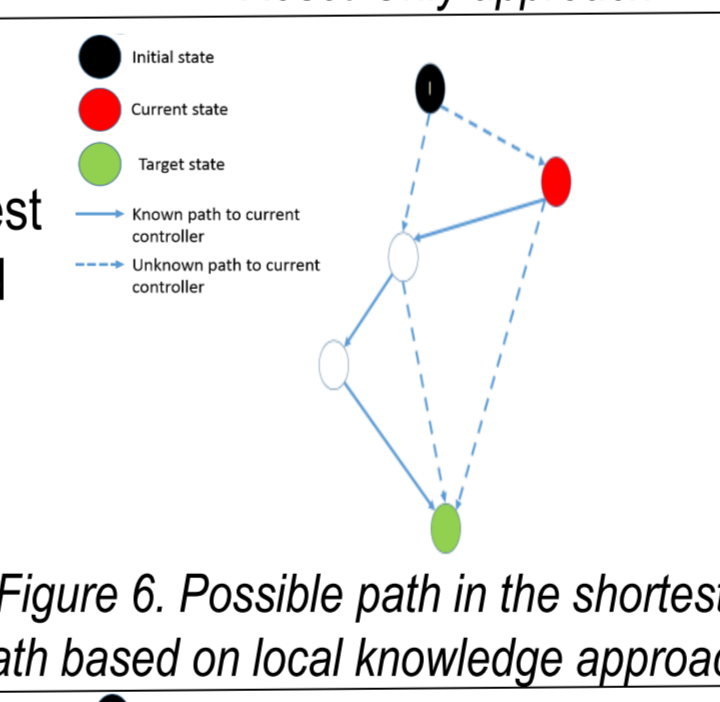 Initial state
I
Current state
Target state
est
Known path to current
controller
Unknown path to current
controller
Figure 6. Possible path in the shortest
ath based on local knowledge approac